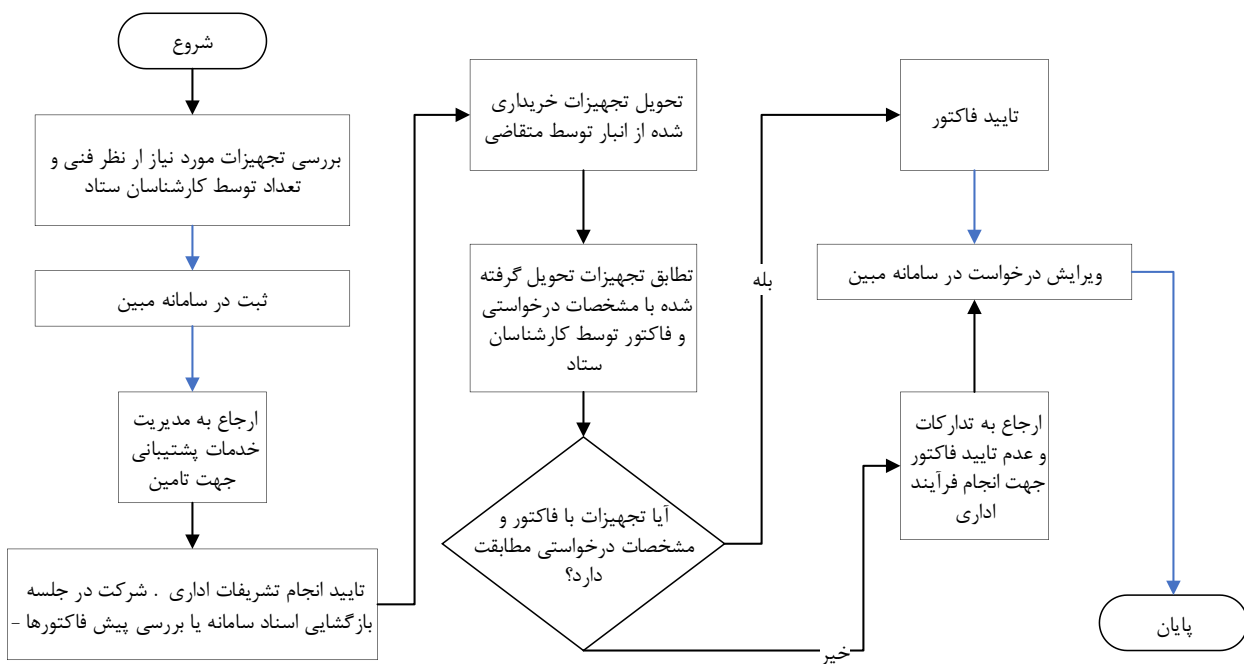 شروع
بررسی تجهیزات مورد نیاز ار نظر فنی و
تعداد توسط کارشناسان ستاد
ثبت در سامانه مبین
ارجاع به مدیریت
خدمات پشتیبانی
جهت تامین
تایید انجام تشریفات اداری . شرکت در جلسه
بازگشایی اسناد سامانه یا بررسی پیش فاکتورها -
تحویل تجهیزات خریداری
شده از انبار توسط متقاضی
تطابق تجهیزات تحویل گرفته
شده با مشخصات درخواستی
و فاکتور توسط کارشناسان
ستاد
آیا تجهیزات با فاکتور و
مشخصات درخواستی مطابقت
دارد؟
بله
خیر
تایید فاکتور
ویرایش درخواست در سامانه مبین
ارجاع به تدارکات
و عدم تایید فاکتور
جهت انجام فرآیند
اداری
پایان